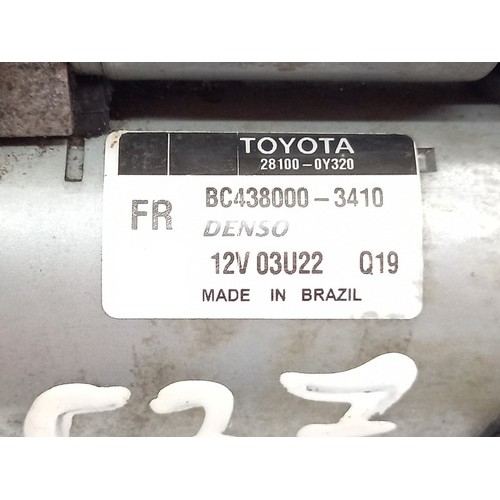 TOYOTA
28100-0Y320
FR BC438000-3410
DENSO
12V 03U22 Q19
MADE IN BRAZIL